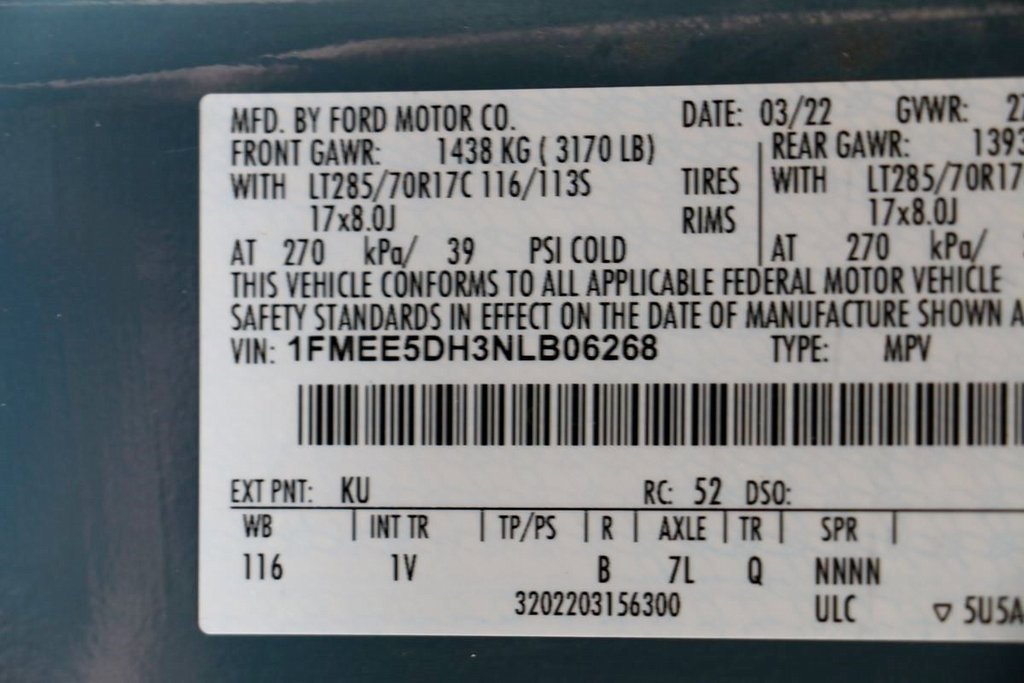 MFD. BY FORD MOTOR CO. DATE: 03/22 GVWR:
FRONT GAWR: 1438 KG ( 3170 LB) REAR GAWR: 1393
WITH LT285/70R17C 116/113S TIRES WITH LT285/70R17
17x8.0J RIMS 17x8.0J
AT 270 kPa/ 39 PSI COLD AT 270 kPa/
THIS VEHICLE CONFORMS TO ALL APPLICABLE FEDERAL MOTOR VEHICLE
SAFETY STANDARDS IN EFFECT ON THE DATE OF MANUFACTURE SHOWN A
VIN: 1FMEE5DH3NLB06268 TYPE: MPV
EXT PNT: KU RC: 52 DSO:
WB INT TR TP/PS R AXLE TR SPR
116 1V B 7L Q NNNN
3202203156300 ULC ▽ 5U5A